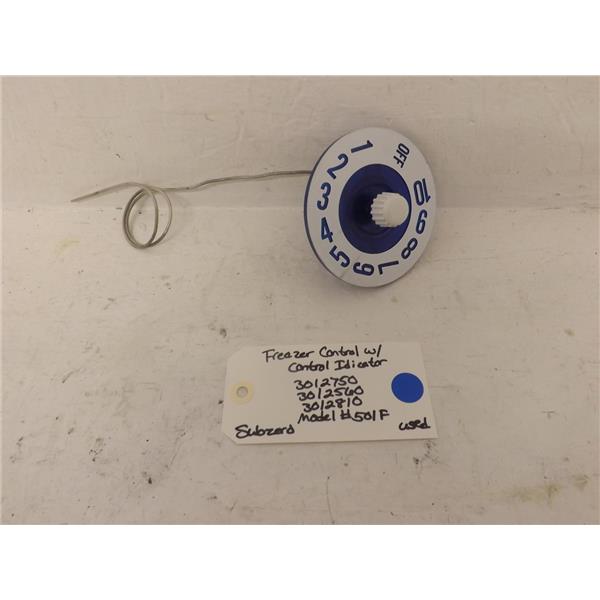 OFF
1
2
3
4
5
6
7
8
9
10
Freezer Control w/
Control Idicator
3012750
3012560
3012810
Model # 501F
Subzero
used